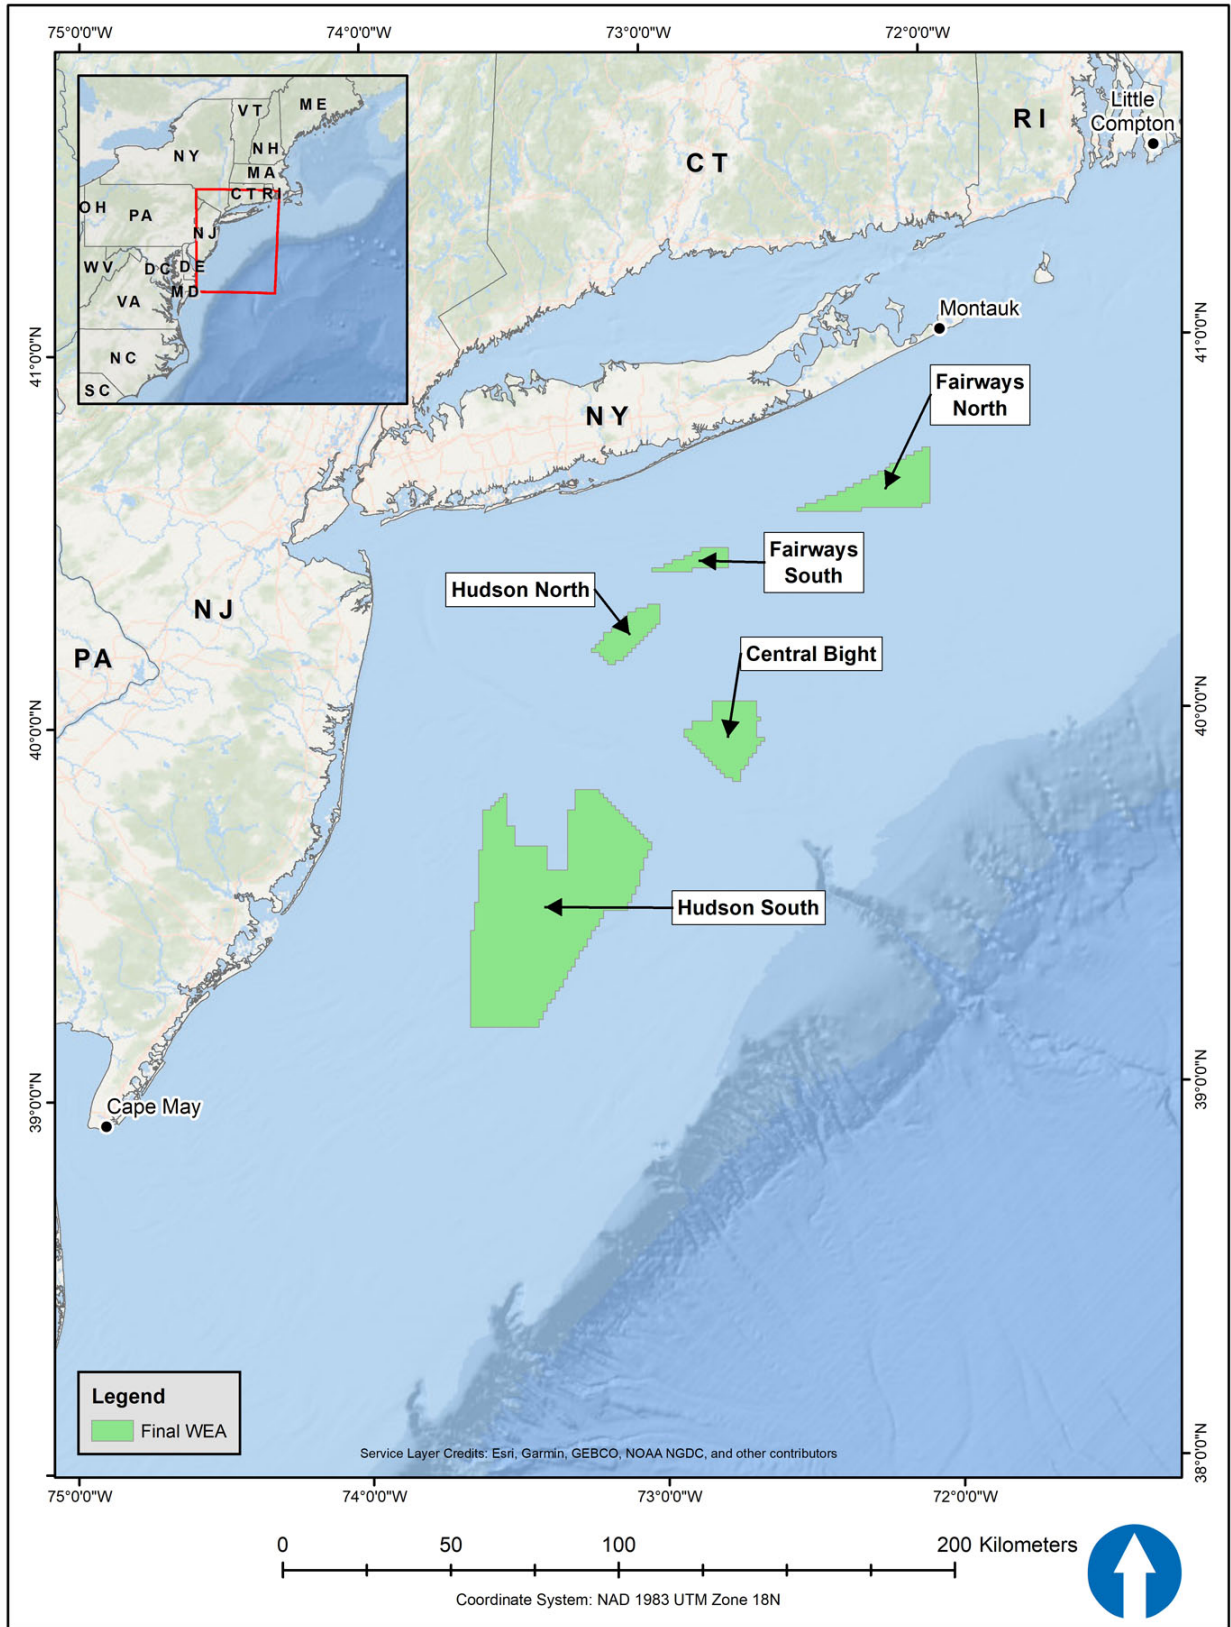 75°0'0"W 74°0'0"W 73°0'0"W 72°0'0"W
VT
ME
NH
NY
MA
CT R
OH
PA
NJ
WV
DC
DE
MD
VA
NC
SC
Little
Compton
RI
CT
Montauk
41°0'0"N
41°0'0"N
Fairways
North
NY
Fairways
South
Hudson North
NJ
PA
Central Bight
40°0'0"N
40°0'0"N
Hudson South
39°0'0"N
39°0'0"N
Cape May
Legend
Final WEA
Service Layer Credits: Esri, Garmin, GEBCO, NOAA NGDC, and other contributors
38°0'0"N
75°0'0"W 74°0'0"W 73°0'0"W 72°0'0"W
0 50 100 200 Kilometers
Coordinate System: NAD 1983 UTM Zone 18N